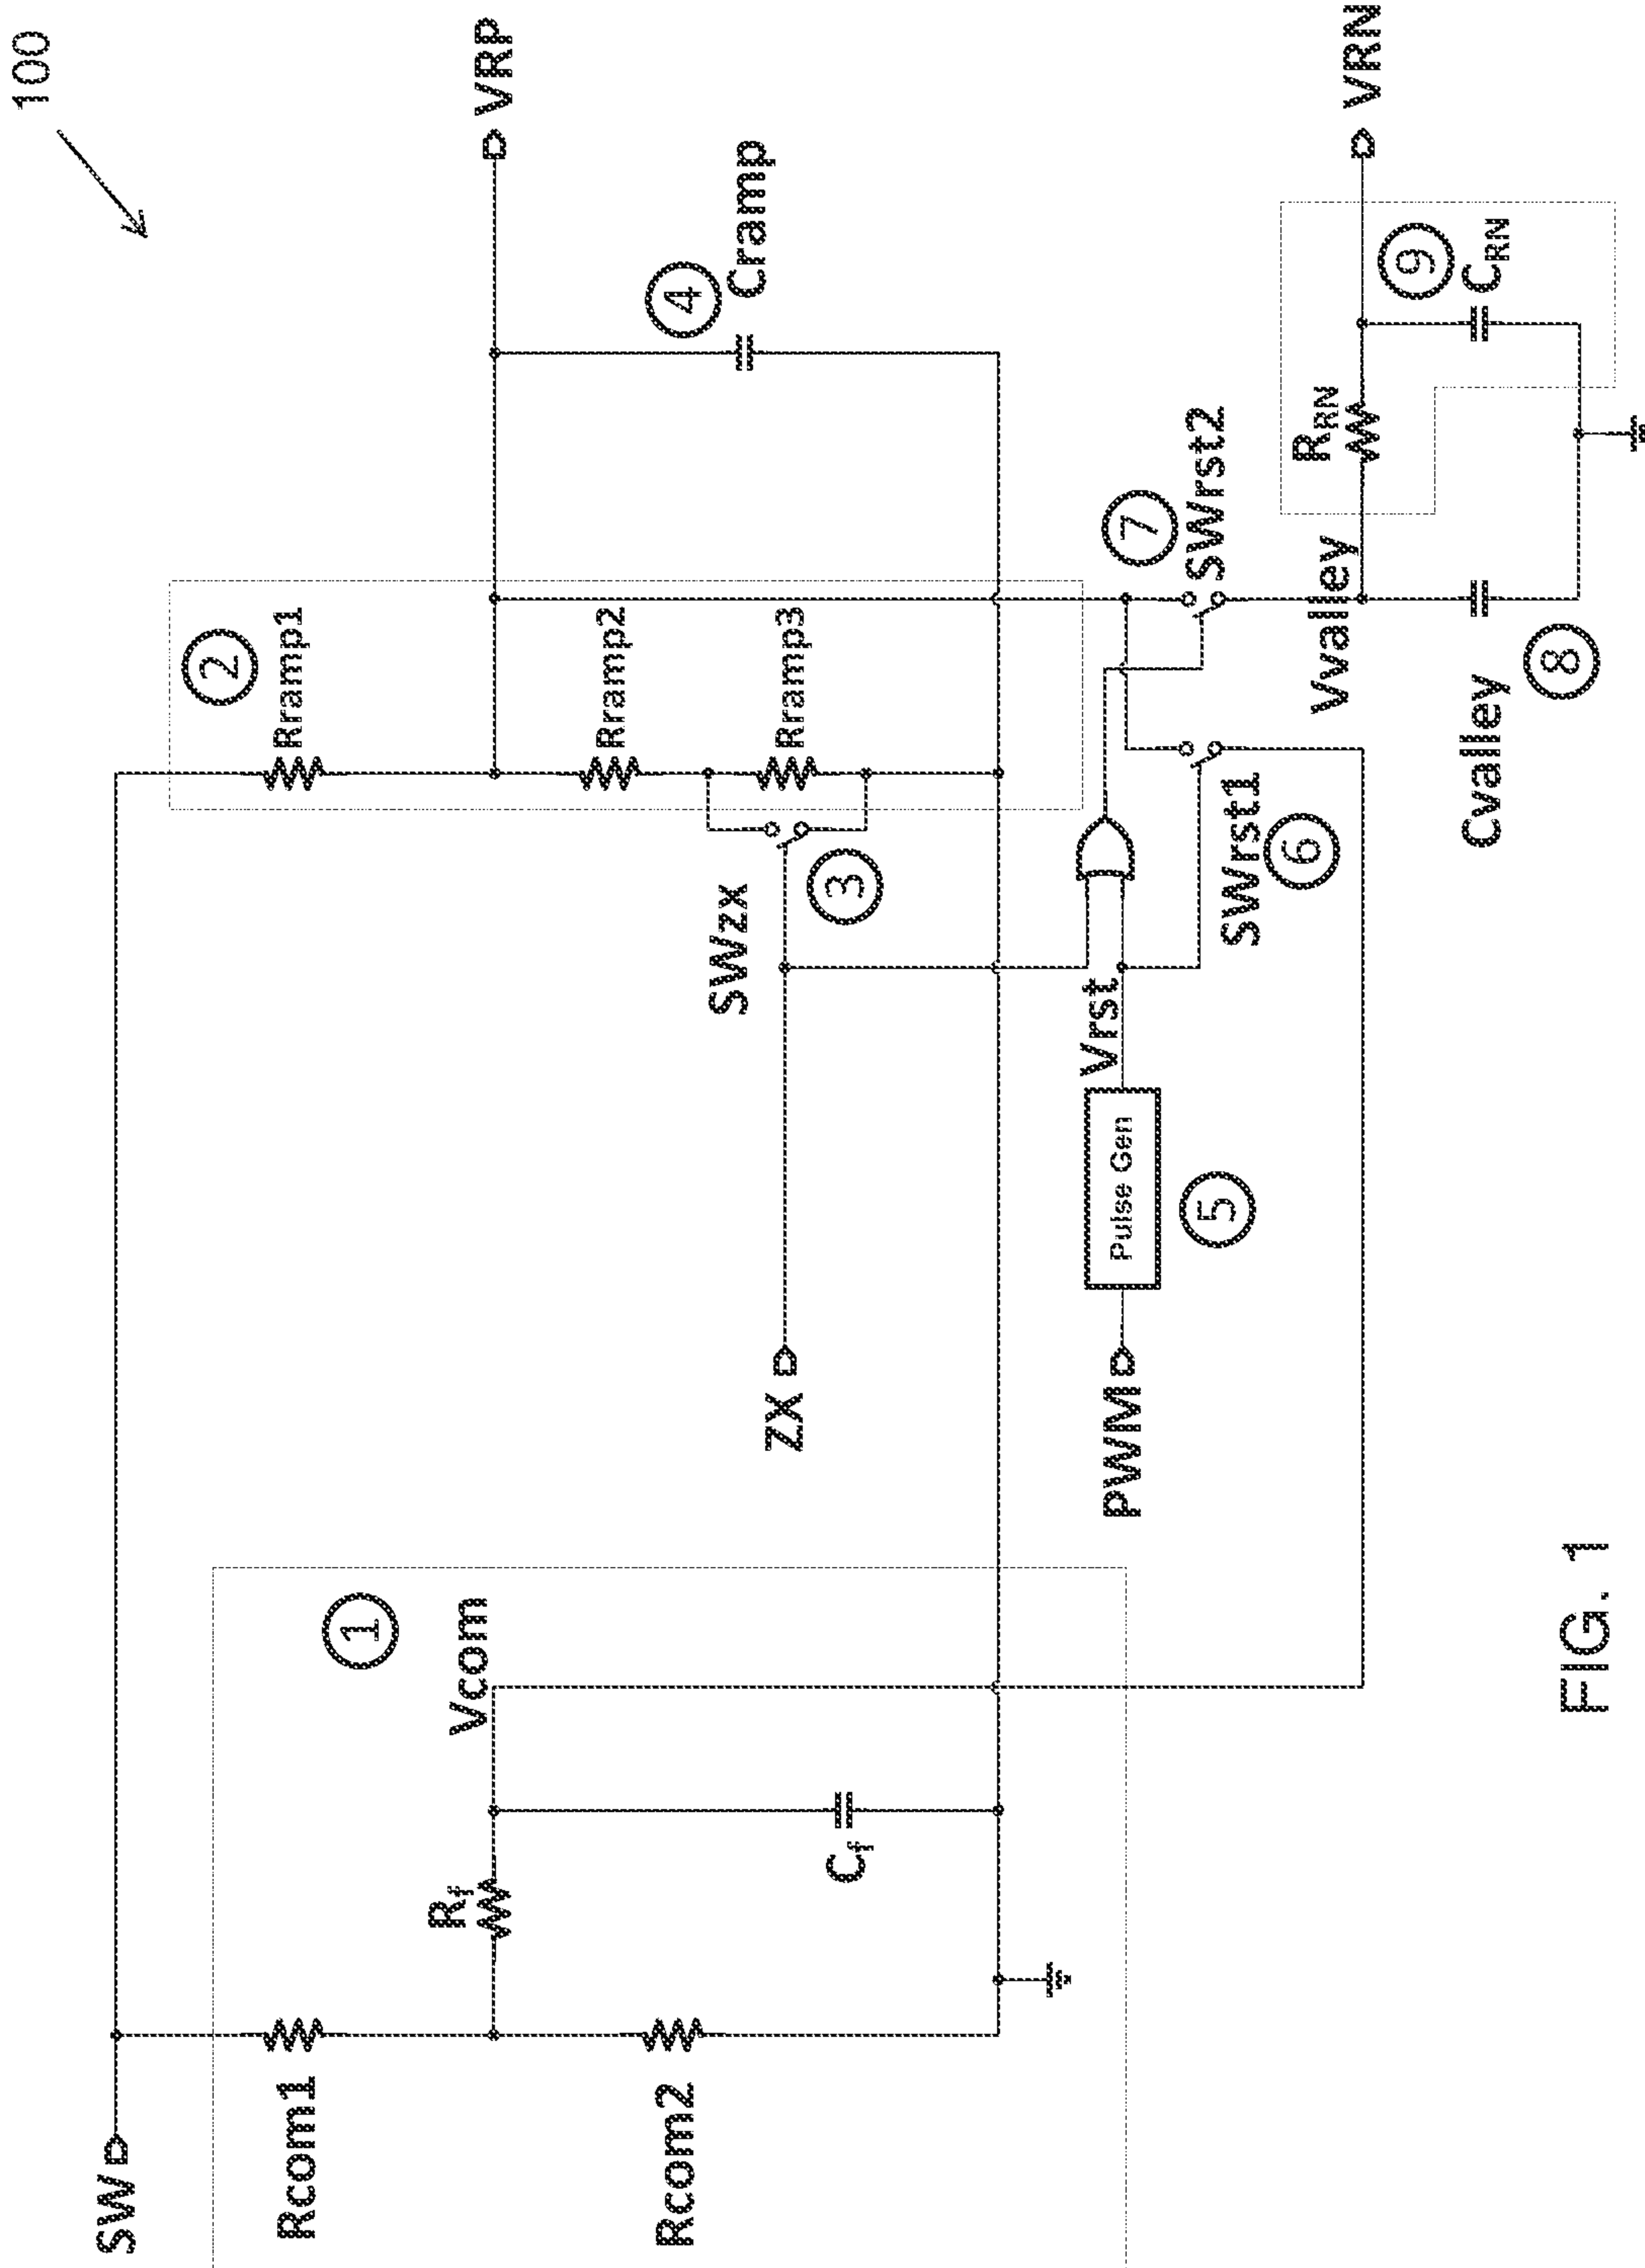 100
SW
Rcom1
Rcom2
Rf
Cf
Vcom
1
ZX
SWzx
3
2
Rramp1
Rramp2
Rramp3
4
Cramp
VRP
PWM
Pulse Gen
5
Vrst
SWrst1
6
7
SWrst2
Vvalley
Cvalley
8
RRN
9
CRN
VRN
FIG. 1